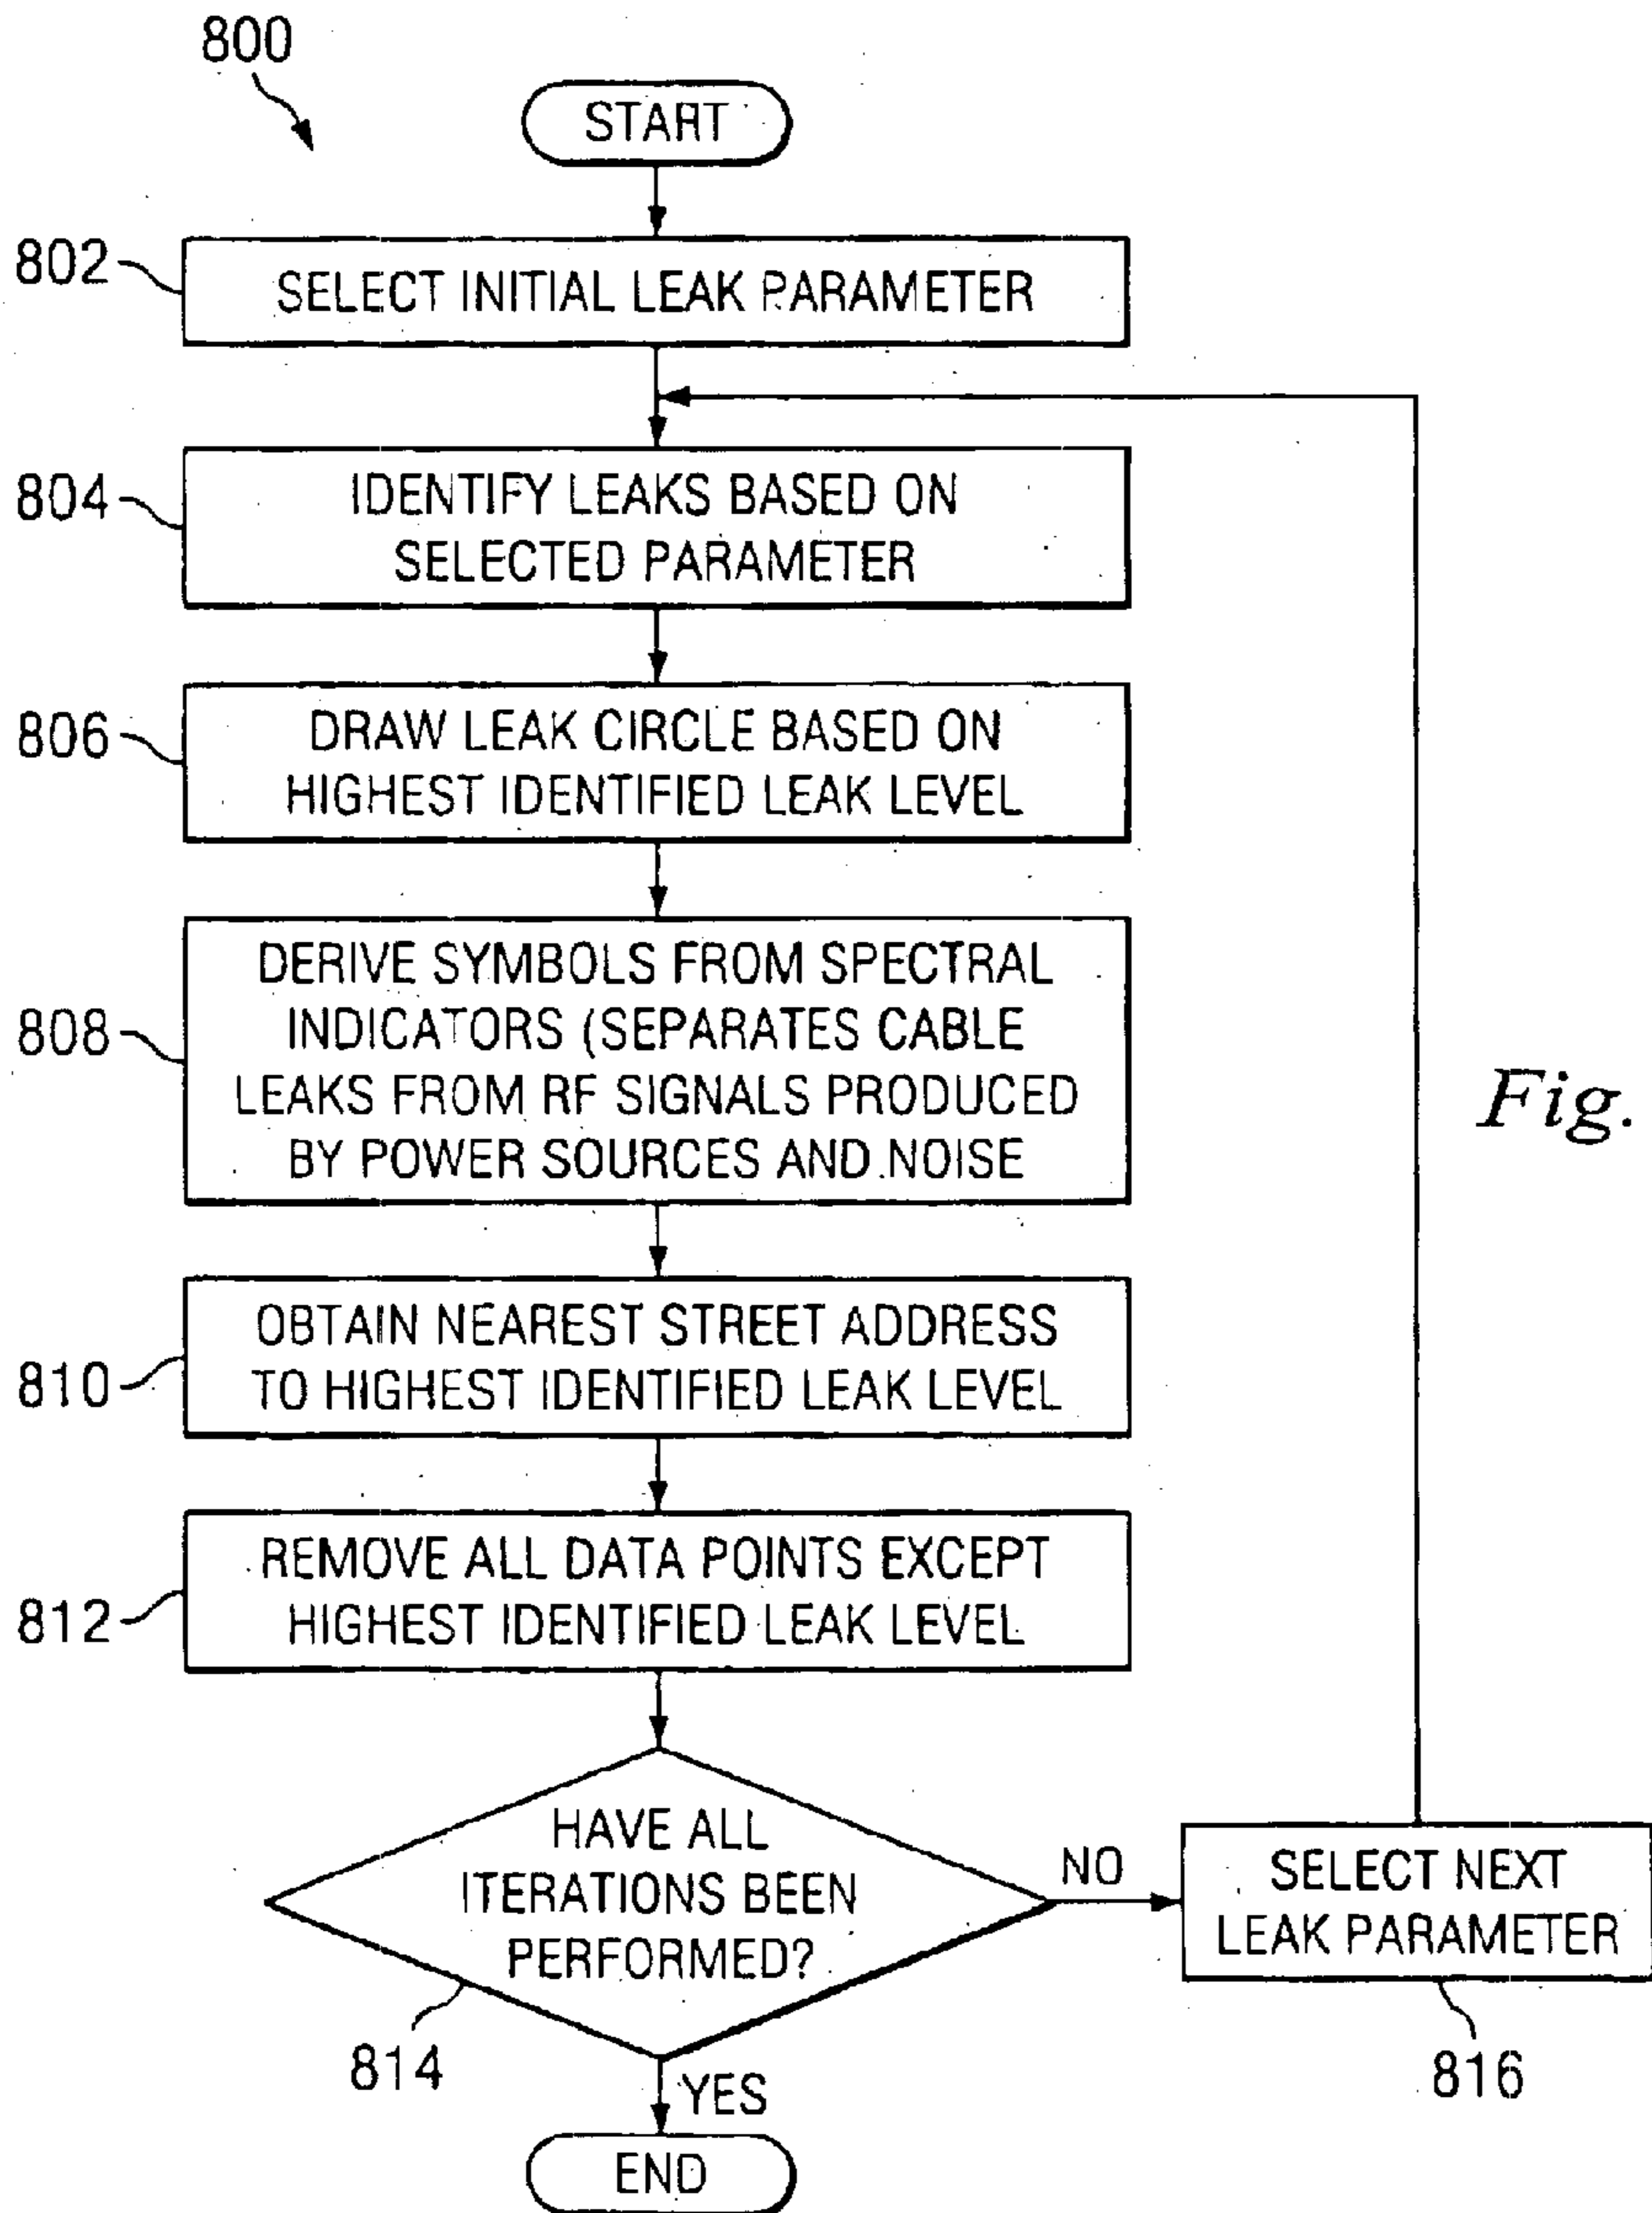 800
START
802
SELECT INITIAL LEAK PARAMETER
804
IDENTIFY LEAKS BASED ON
SELECTED PARAMETER
806
DRAW LEAK CIRCLE BASED ON
HIGHEST IDENTIFIED LEAK LEVEL
808
DERIVE SYMBOLS FROM SPECTRAL
INDICATORS (SEPARATES CABLE
LEAKS FROM RF SIGNALS PRODUCED
BY POWER SOURCES AND NOISE
Fig.
810
OBTAIN NEAREST STREET ADDRESS
TO HIGHEST IDENTIFIED LEAK LEVEL
812
REMOVE ALL DATA POINTS EXCEPT
HIGHEST IDENTIFIED LEAK LEVEL
HAVE ALL
ITERATIONS BEEN
PERFORMED?
NO
SELECT NEXT
LEAK PARAMETER
814
816
YES
END